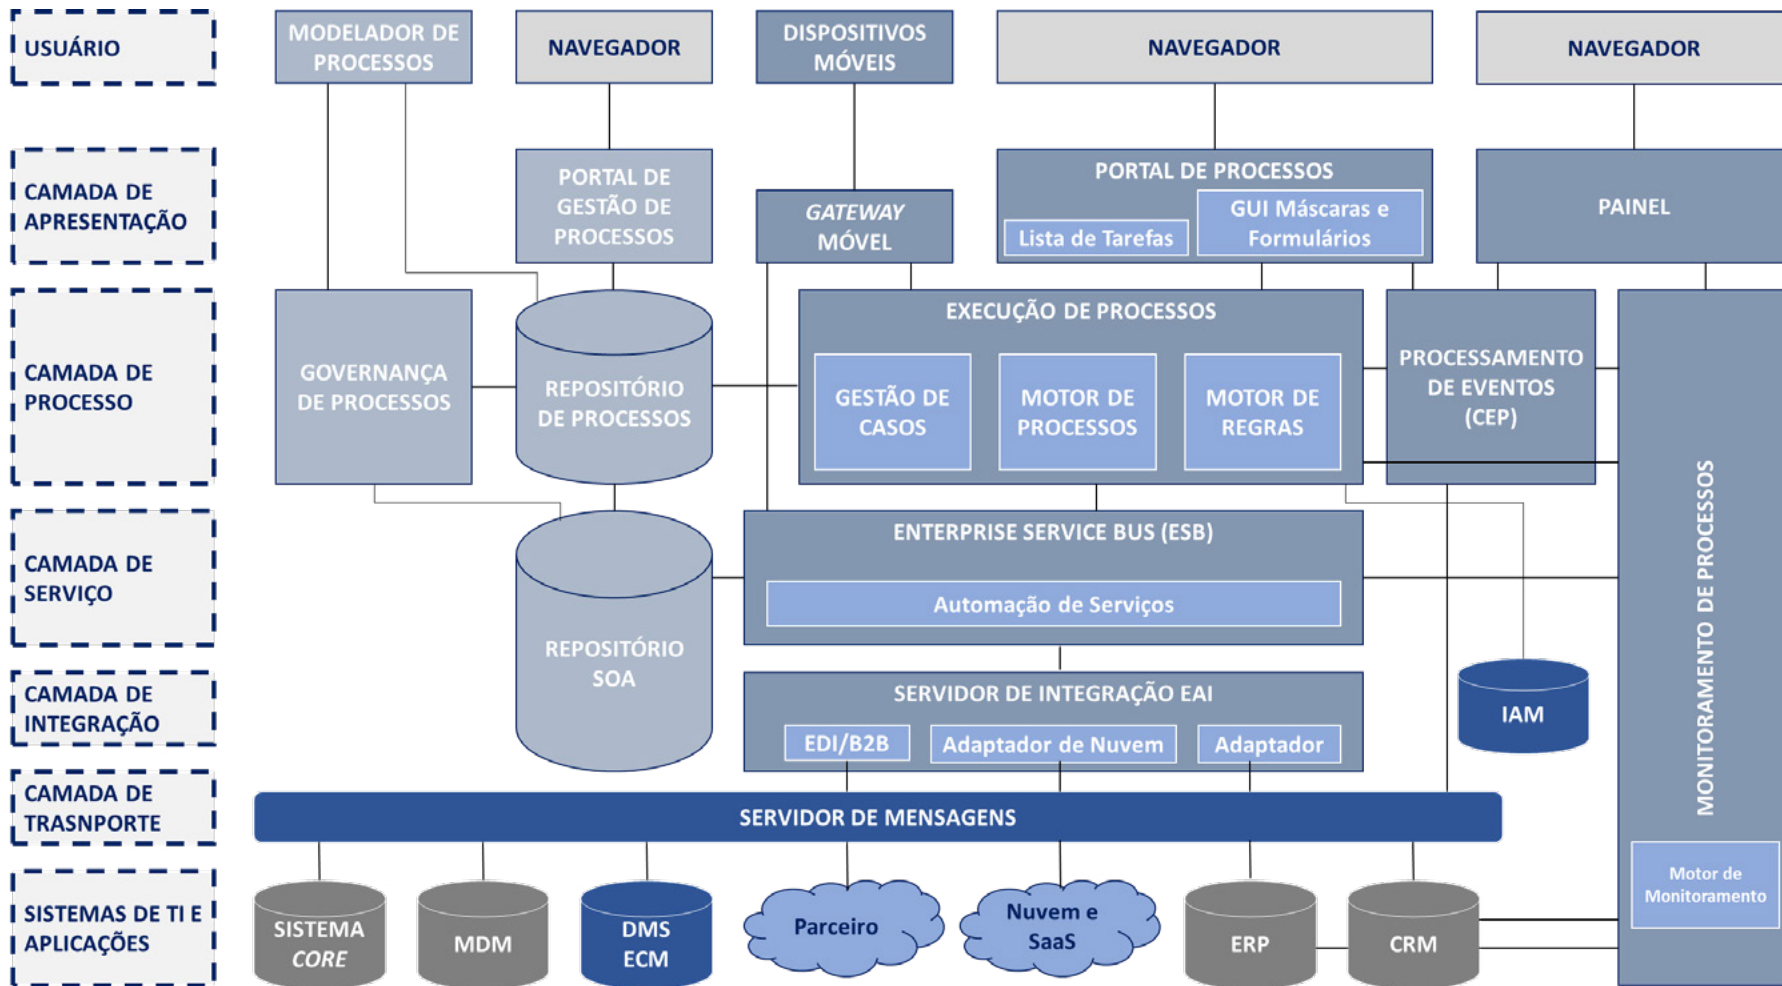 USUÁRIO
MODELADOR DE
PROCESSOS
NAVEGADOR
DISPOSITIVOS
MÓVEIS
NAVEGADOR
NAVEGADOR
CAMADA DE
APRESENTAÇÃO
PORTAL DE
GESTÃO DE
PROCESSOS
GATEWAY
MÓVEL
PORTAL DE PROCESSOS
Lista de Tarefas
GUI Máscaras e
Formulários
PAINEL
CAMADA DE
PROCESSO
GOVERNANÇA
DE PROCESSOS
REPOSITÓRIO
DE PROCESSOS
EXECUÇÃO DE PROCESSOS
GESTÃO DE
CASOS
MOTOR DE
PROCESSOS
MOTOR DE
REGRAS
PROCESSAMENTO
DE EVENTOS
(CEP)
MONITORAMENTO DE PROCESSOS
CAMADA DE
SERVIÇO
REPOSITÓRIO
SOA
ENTERPRISE SERVICE BUS (ESB)
Automação de Serviços
CAMADA DE
INTEGRAÇÃO
SERVIDOR DE INTEGRAÇÃO EAI
EDI/B2B
Adaptador de Nuvem
Adaptador
IAM
CAMADA DE
TRASNPORTE
SERVIDOR DE MENSAGENS
SISTEMAS DE TI E
APLICAÇÕES
SISTEMA
CORE
MDM
DMS
ECM
Parceiro
Nuvem e
SaaS
ERP
CRM
Motor de
Monitoramento